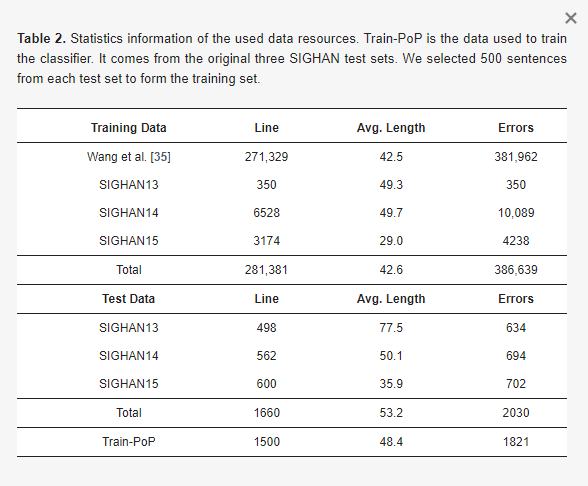 Table 2. Statistics information of the used data resources. Train-PoP is the data used to train
the classifier. It comes from the original three SIGHAN test sets. We selected 500 sentences
from each test set to form the training set.
Training Data Line Avg. Length Errors
Wang et al. [35] 271,329 42.5 381,962
SIGHAN13 350 49.3 350
SIGHAN14 6528 49.7 10,089
SIGHAN15 3174 29.0 4238
Total 281,381 42.6 386,639
Test Data Line Avg. Length Errors
SIGHAN13 498 77.5 634
SIGHAN14 562 50.1 694
SIGHAN15 600 35.9 702
Total 1660 53.2 2030
Train-PoP 1500 48.4 1821